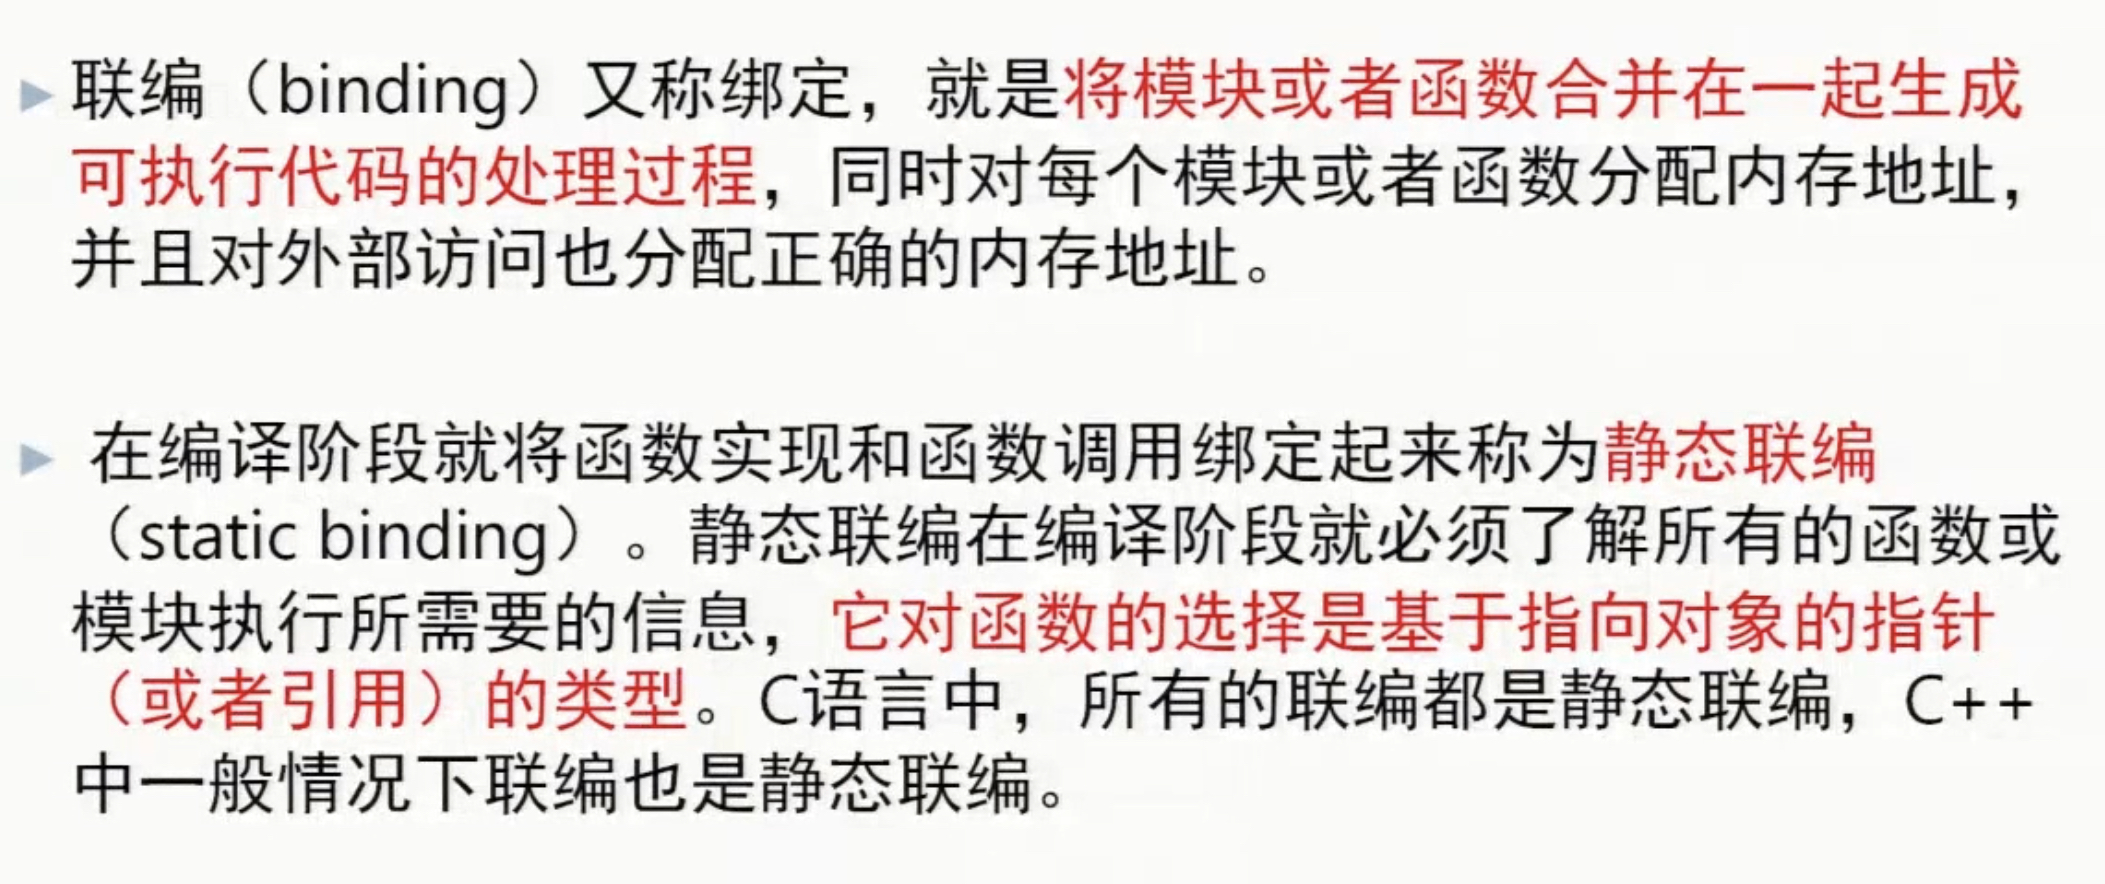 联编（binding）又称绑定，就是将模块或者函数合并在一起生成
可执行代码的处理过程，同时对每个模块或者函数分配内存地址，
并且对外部访问也分配正确的内存地址。
在编译阶段就将函数实现和函数调用绑定起来称为静态联编
（static binding）。静态联编在编译阶段就必须了解所有的函数或
模块执行所需要的信息，它对函数的选择是基于指向对象的指针
（或者引用）的类型。C语言中，所有的联编都是静态联编，C++
中一般情况下联编也是静态联编。